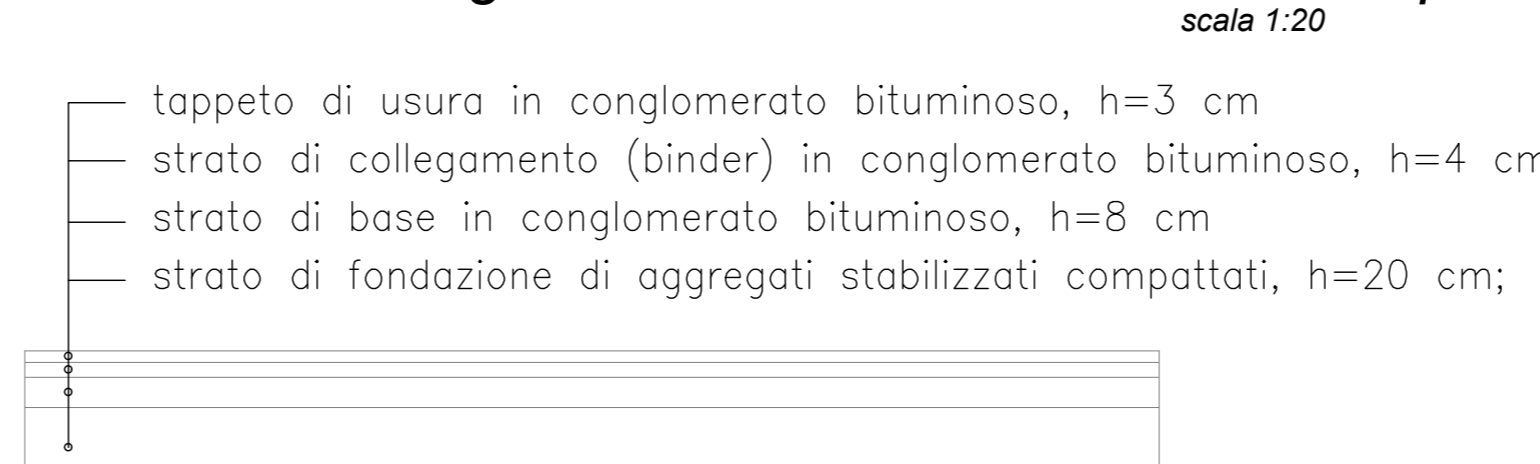 scala 1:20
tappeto di usura in conglomerato bituminoso, h=3 cm
strato di collegamento (binder) in conglomerato bituminoso, h=4 cm
strato di base in conglomerato bituminoso, h=8 cm
strato di fondazione di aggregati stabilizzati compattati, h=20 cm;